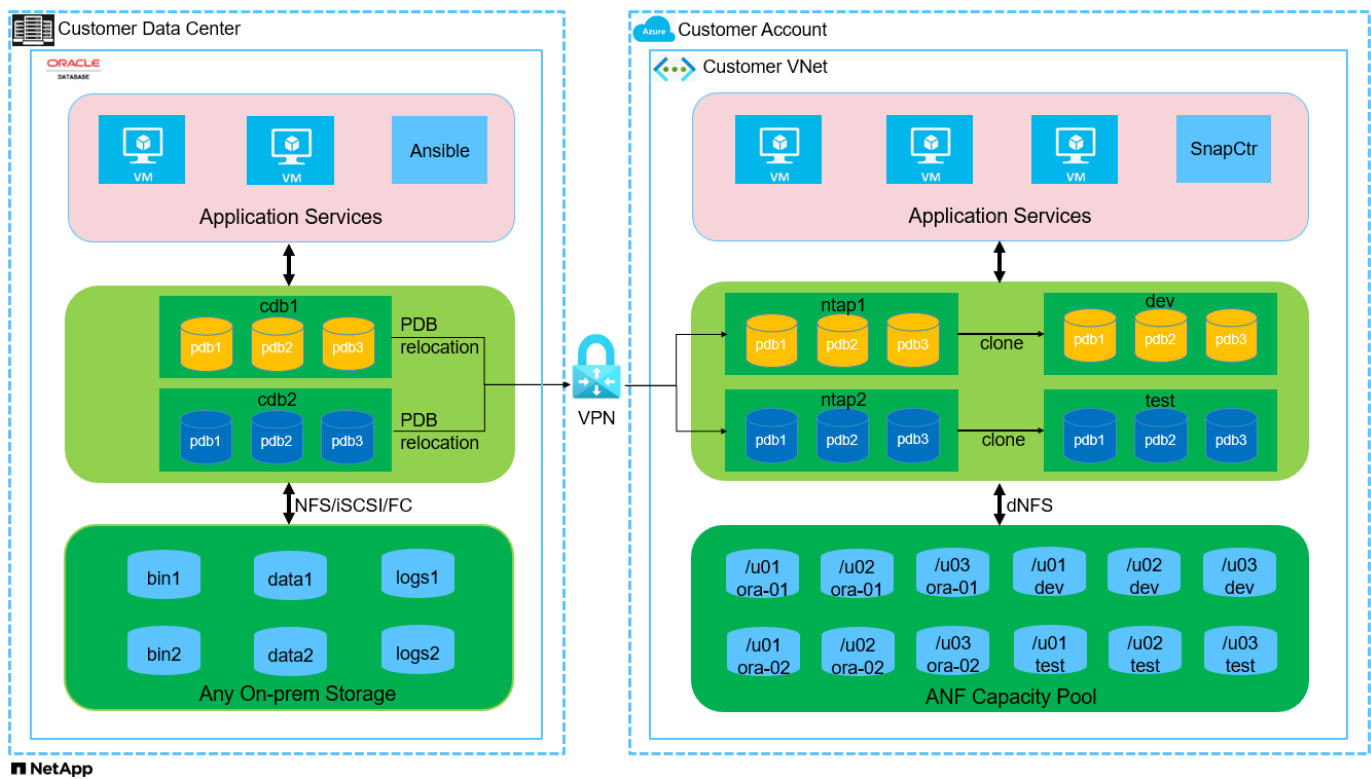 Customer Data Center
ORACLE
DATABASE
VM
VM
Ansible
Application Services
cdb1
pdb1
pdb2
pdb3
PDB
relocation
cdb2
pdb1
pdb2
pdb3
PDB
relocation
NFS/iSCSI/FC
bin1
data1
logs1
bin2
data2
logs2
Any On-prem Storage
VPN
Azure
Customer Account
Customer VNet
VM
VM
VM
SnapCtr
Application Services
ntap1
pdb1
pdb2
pdb3
clone
dev
pdb1
pdb2
pdb3
ntap2
pdb1
pdb2
pdb3
clone
test
pdb1
pdb2
pdb3
dNFS
/u01
ora-01
/u02
ora-01
/u03
ora-01
/u01
dev
/u02
dev
/u03
dev
/u01
ora-02
/u02
ora-02
/u03
ora-02
/u01
test
/u02
test
/u03
test
ANF Capacity Pool
NetApp